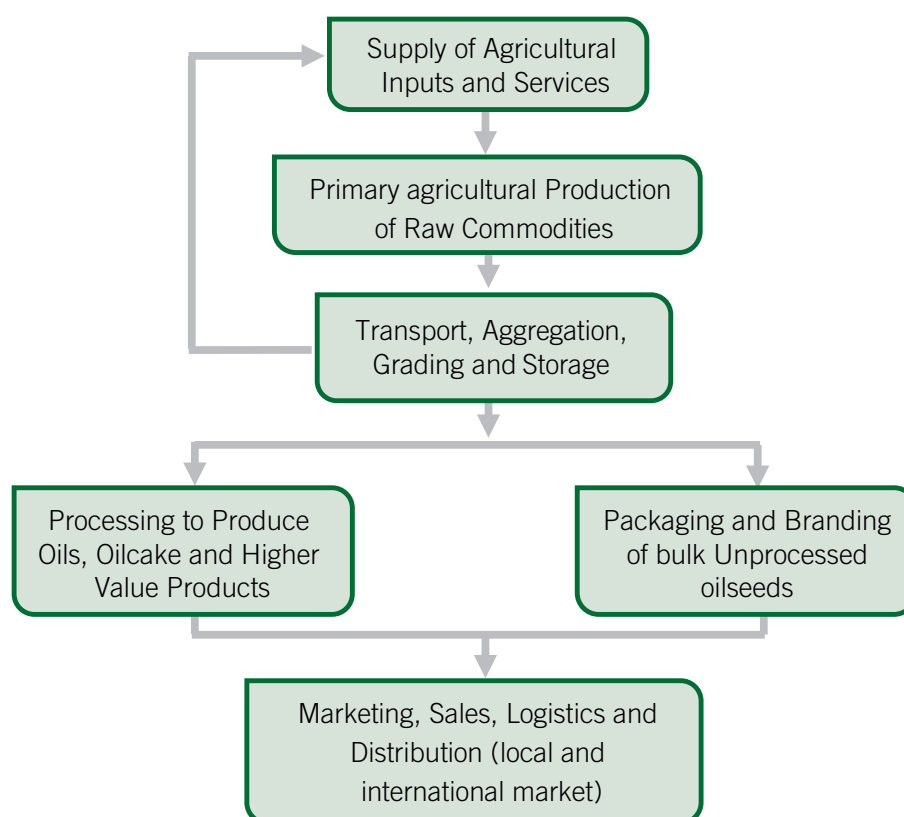 Supply of Agricultural
Inputs and Services
Primary agricultural Production
of Raw Commodities
Transport, Aggregation,
Grading and Storage
Processing to Produce
Oils, Oilcake and Higher
Value Products
Packaging and Branding
of bulk Unprocessed
oilseeds
Marketing, Sales, Logistics and
Distribution (local and
international market)